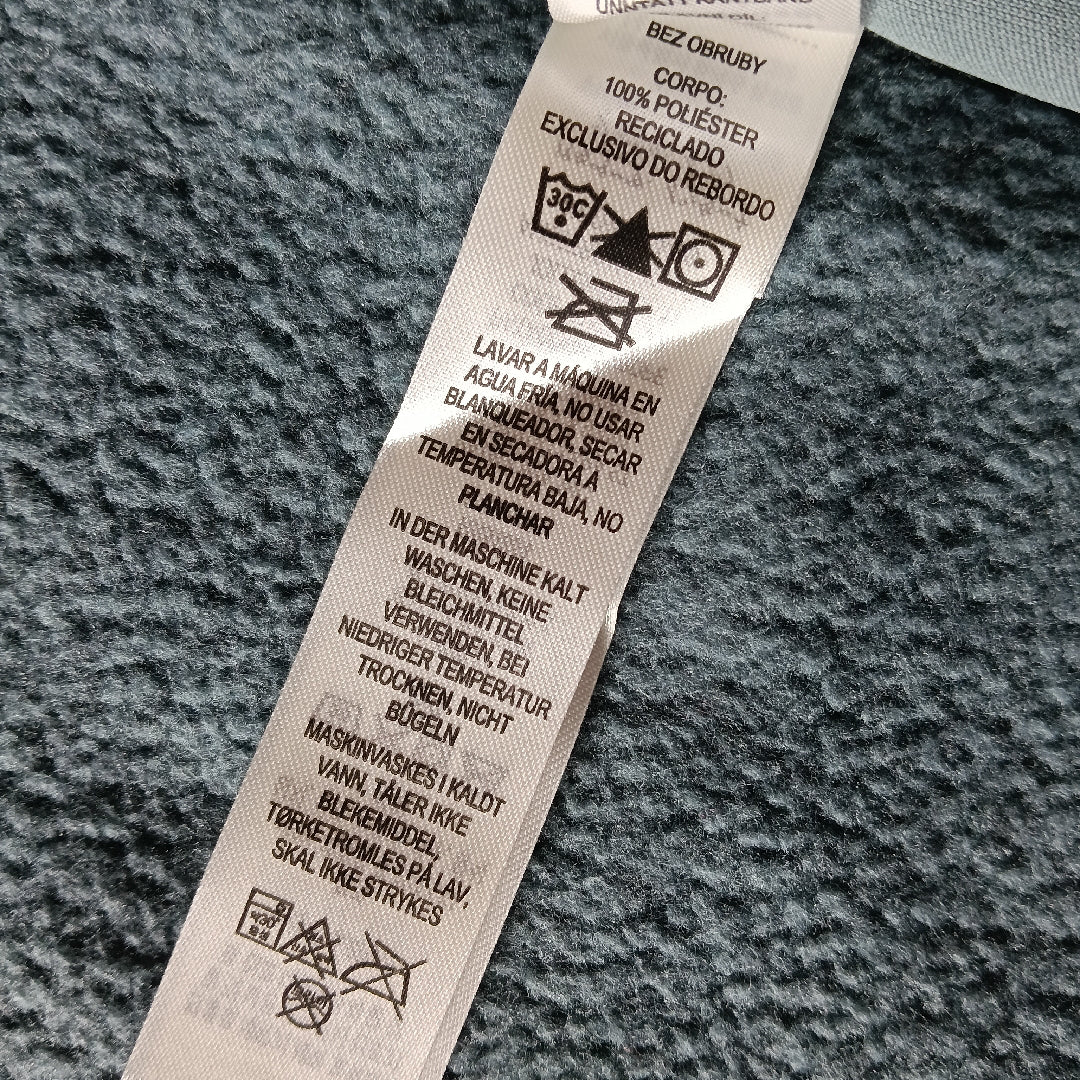 BEZ OBRUBY
CORPO:
100% POLIÉSTER
RECICLADO
EXCLUSIVO DO REBORDO
30C
LAVAR A MÁQUINA EN
AGUA FRÍA, NO USAR
BLANQUEADOR, SECAR
EN SECADORA A
TEMPERATURA BAJA, NO
PLANCHAR
IN DER MASCHINE KALT
WASCHEN, KEINE
BLEICHMITTEL
VERWENDEN, BEI
NIEDRIGER TEMPERATUR
TROCKNEN, NICHT
BÜGELN
MASKINVASKES I KALDT
VANN, TÅLER IKKE
BLEKEMIDDEL,
TØRKETROMLES PÅ LAV,
SKAL IKKE STRYKES